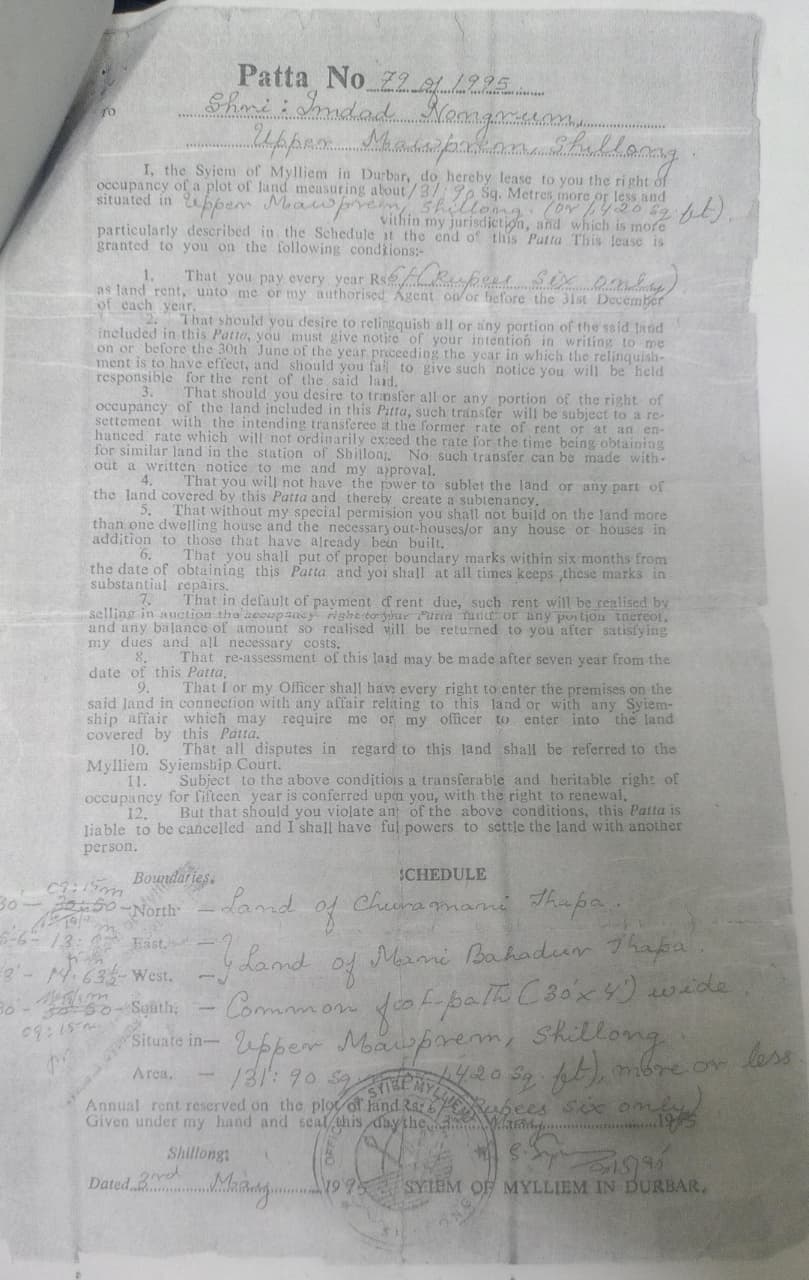 Patta No 72 of 1995
To
Shri: Imdad Nongrum,
Upper Mawprem, Shillong.
I, the Syiem of Mylliem in Durbar, do hereby lease to you the right of
occupancy of a plot of land measuring about 131.90 Sq. Metres more or less and
situated in Upper Mawprem, Shillong. (or 1,420 sq ft).
within my jurisdiction, and which is more
particularly described in the Schedule at the end of this Patta This lease is
granted to you on the following condtions:-
1. That you pay every year Rs 6/-(Rupees six only)
as land rent, unto me or my authorised Agent on/or before the 31st December
of each year.
2. That should you desire to relingquish all or any portion of the said land
included in this Patta, you must give notice of your intention in writing to me
on or before the 30th June of the year preceeding the year in which the relinquish-
ment is to have effect, and should you fail to give such notice you will be held
responsible for the rent of the said land.
3. That should you desire to transfer all or any portion of the right of
occupancy of the land included in this Patta, such transfer will be subject to a re-
settement with the intending transferee at the former rate of rent or at an en-
hanced rate which will not ordinarily exceed the rate for the time being obtaining
for similar land in the station of Shillong. No such transfer can be made with-
out a written notice to me and my approval.
4. That you will not have the power to sublet the land or any part of
the land covered by this Patta and thereby create a subtenancy.
5. That without my special permision you shall not build on the land more
than one dwelling house and the necessary out-houses/or any house or houses in
addition to those that have already been built.
6. That you shall put of proper boundary marks within six months from
the date of obtaining this Patta and you shall at all times keeps ,these marks in
substantial repairs.
7. That in default of payment of rent due, such rent will be realised by
selling in auction the occupancy right to your Patta land or any portion thereof,
and any balance of amount so realised will be returned to you after satisfying
my dues and all necessary costs.
8. That re-assessment of this land may be made after seven year from the
date of this Patta.
9. That I or my Officer shall have every right to enter the premises on the
said land in connection with any affair relating to this land or with any Syiem-
ship affair which may require me or my officer to enter into the land
covered by this Patta.
10. That all disputes in regard to this land shall be referred to the
Mylliem Syiemship Court.
11. Subject to the above conditions a transferable and heritable right of
occupancy for fifteen year is conferred upon you, with the right to renewal.
12. But that should you violate any of the above conditions, this Patta is
liable to be cancelled and I shall have full powers to settle the land with another
person.
Boundaries. SCHEDULE
09:15m
North - Land of Churamani Thapa.
East. - } Land of Mani Bahadur Thapa.
West. -
South. - Common foot-path (30'x4') wide.
09:15m
Situate in- Upper Mawprem, Shillong.
Area. - 131.90 Sq 1,420 sq. ft), more or less.
Annual rent reserved on the plot of land Rs. 6/-(Rupees six only)
Given under my hand and seal this day the 3rd May 1995
Shillong:
Dated 3rd May 1995 SYIEM OF MYLLIEM IN DURBAR.